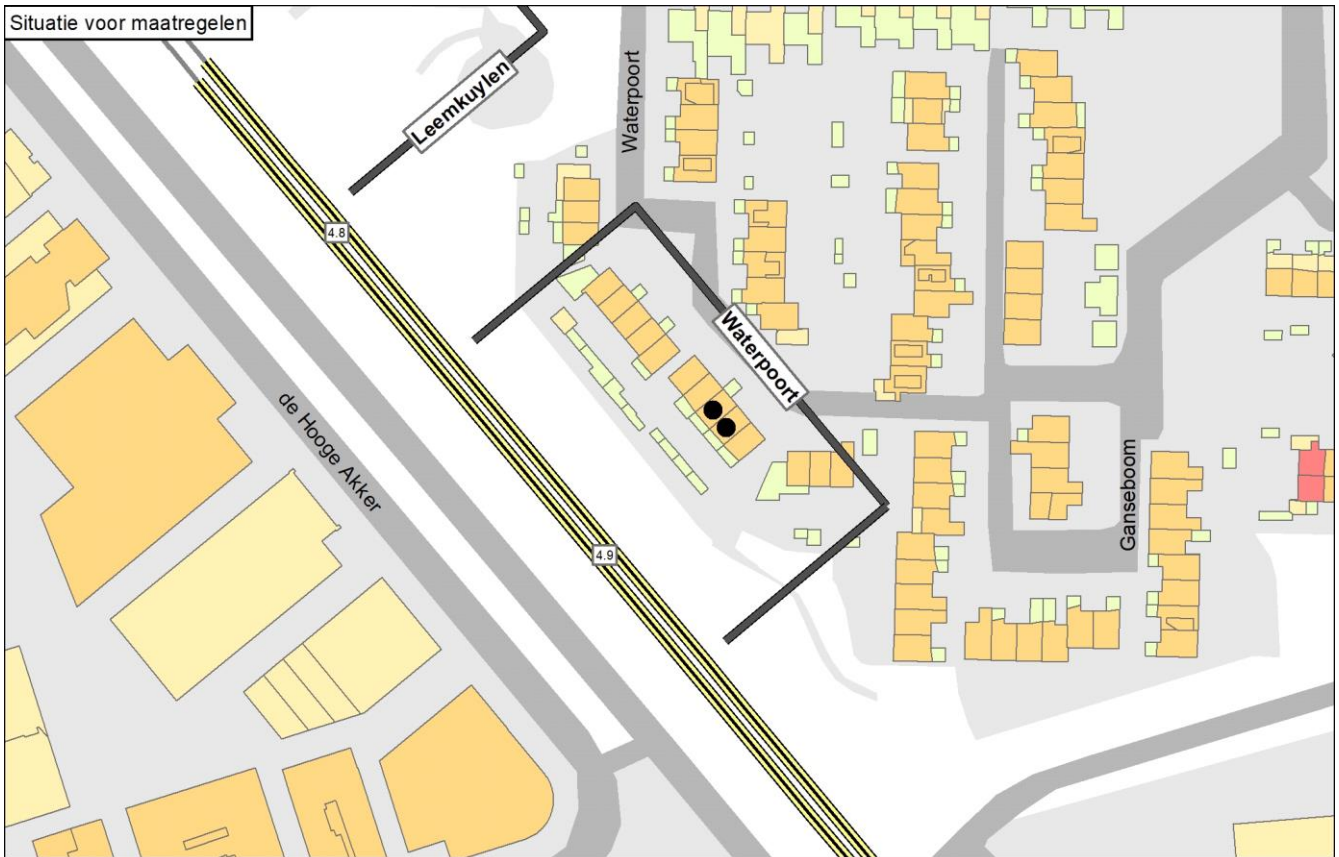 Situatie voor maatregelen
Leemkuylen
Waterpoort
4.8
Waterpoort
de Hooge Akker
Ganseboom
4.9